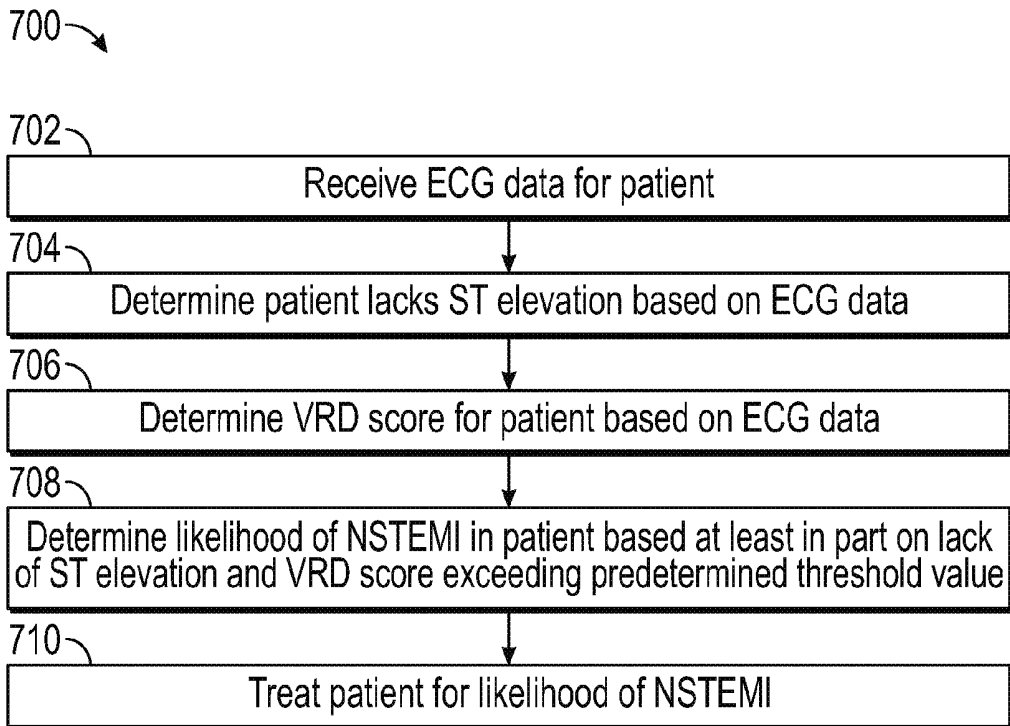 700
702
Receive ECG data for patient
704
Determine patient lacks ST elevation based on ECG data
706
Determine VRD score for patient based on ECG data
708
Determine likelihood of NSTEMI in patient based at least in part on lack
of ST elevation and VRD score exceeding predetermined threshold value
710
Treat patient for likelihood of NSTEMI